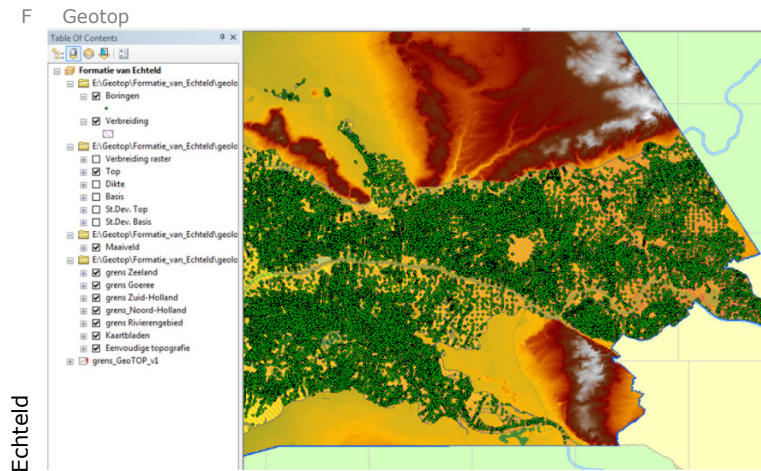 F Geotop
Table Of Contents
Formatie van Echteld
E:\Geotop\Formatie_van_Echteld\geolo
Boringen
Verbreiding
E:\Geotop\Formatie_van_Echteld\geolo
Verbreiding raster
Top
Dikte
Basis
St.Dev. Top
St.Dev. Basis
E:\Geotop\Formatie_van_Echteld\geolo
Maaiveld
E:\Geotop\Formatie_van_Echteld\geolo
grens Zeeland
grens Goeree
grens Zuid-Holland
grens_Noord-Holland
grens Rivierengebied
Kaartbladen
Eenvoudige topografie
grens_GeoTOP_v1
Echteld